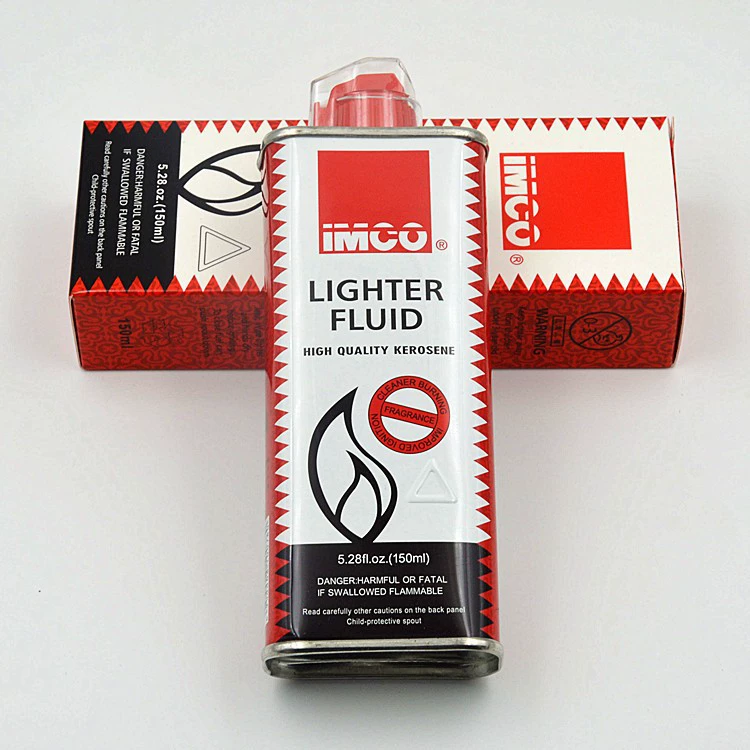 IMCO®
LIGHTER
FLUID
HIGH QUALITY KEROSENE
CLEANER BURNING
FRAGRANCE
IMPROVED IGNITION
5.28fl.oz.(150ml)
DANGER:HARMFUL OR FATAL
IF SWALLOWED FLAMMABLE
Read carefully other cautions on the back panel
Child-protective spout
5.28.oz.(150ml)
DANGER:HARMFUL OR FATAL
IF SWALLOWED FLAMMABLE
Read carefully other cautions on the back panel
Child-protective spout
IMCO®
150ml
WARNING